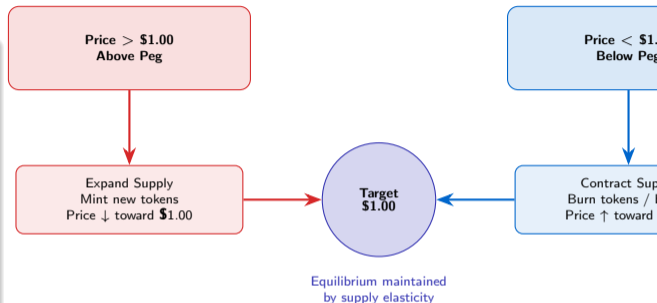 Price > $1.00
Above Peg
Price < $1.
Below Peg
Expand Supply
Mint new tokens
Price ↓ toward $1.00
Target
$1.00
Contract Sup
Burn tokens /
Price ↑ toward
Equilibrium maintained
by supply elasticity